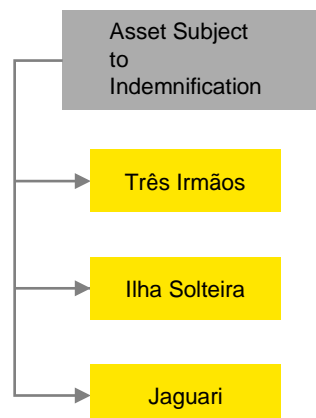 Asset Subject
to
Indemnification
Três Irmãos
Ilha Solteira
Jaguari